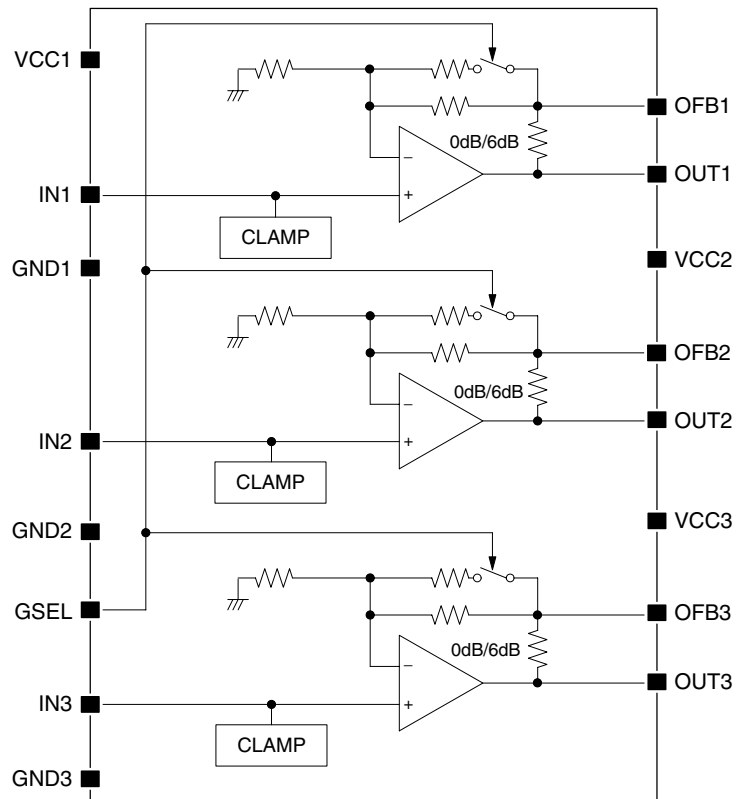 VCC1
OFB1
0dB/6dB
−
OUT1
IN1
+
CLAMP
GND1
VCC2
OFB2
0dB/6dB
−
OUT2
IN2
+
CLAMP
GND2
VCC3
GSEL
OFB3
0dB/6dB
−
OUT3
IN3
+
CLAMP
GND3